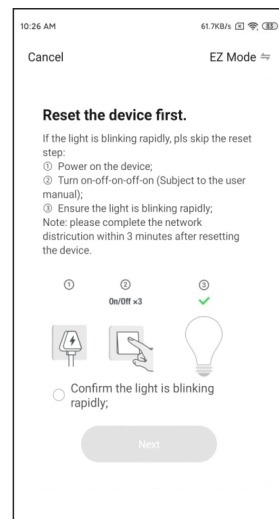 10:26 AM 61.7KB/s
Cancel EZ Mode
Reset the device first.
If the light is blinking rapidly, pls skip the reset
step:
① Power on the device;
② Turn on-off-on-off-on (Subject to the user
manual);
③ Ensure the light is blinking rapidly;
Note: please complete the network
districution within 3 minutes after resetting
the device.
① ② ③
On/Off ×3
Confirm the light is blinking
rapidly;
Next